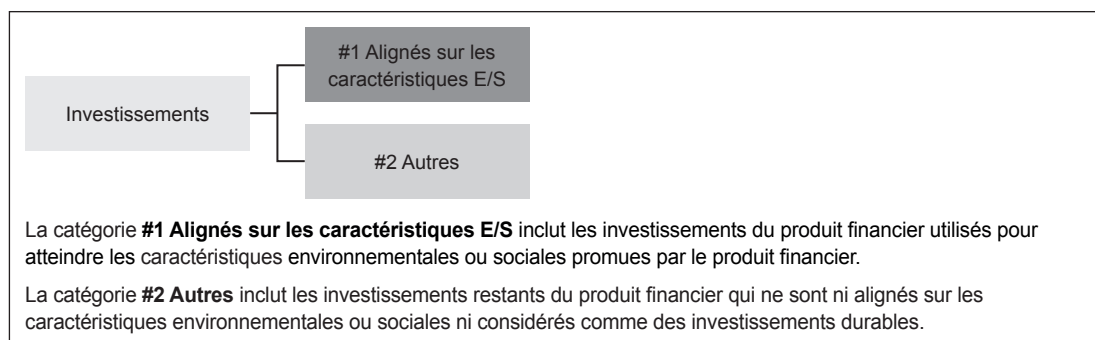 #1 Alignés sur les
caractéristiques E/S
Investissements
#2 Autres
La catégorie #1 Alignés sur les caractéristiques E/S inclut les investissements du produit financier utilisés pour
atteindre les caractéristiques environnementales ou sociales promues par le produit financier.
La catégorie #2 Autres inclut les investissements restants du produit financier qui ne sont ni alignés sur les
caractéristiques environnementales ou sociales ni considérés comme des investissements durables.